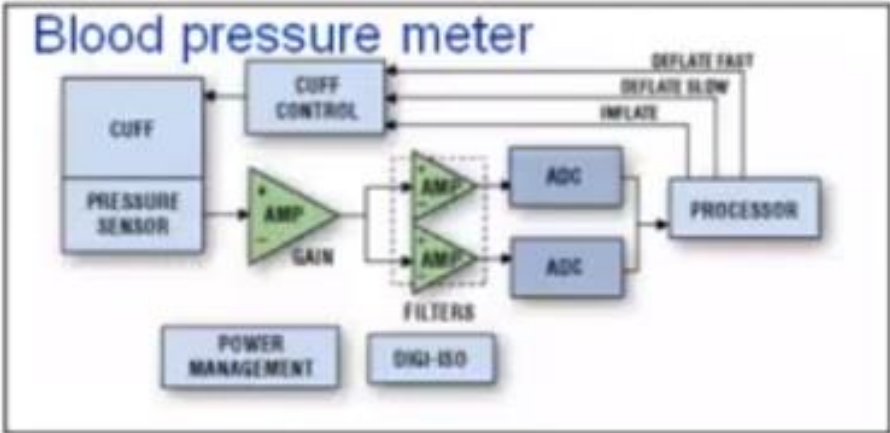 Blood pressure meter
DEFLATE FAST
DEFLATE SLOW
INFLATE
CUFF
CONTROL
CUFF
PRESSURE
SENSOR
+
AMP
−
GAIN
+
AMP
−
+
AMP
−
FILTERS
ADC
ADC
PROCESSOR
POWER
MANAGEMENT
DIGI-ISO